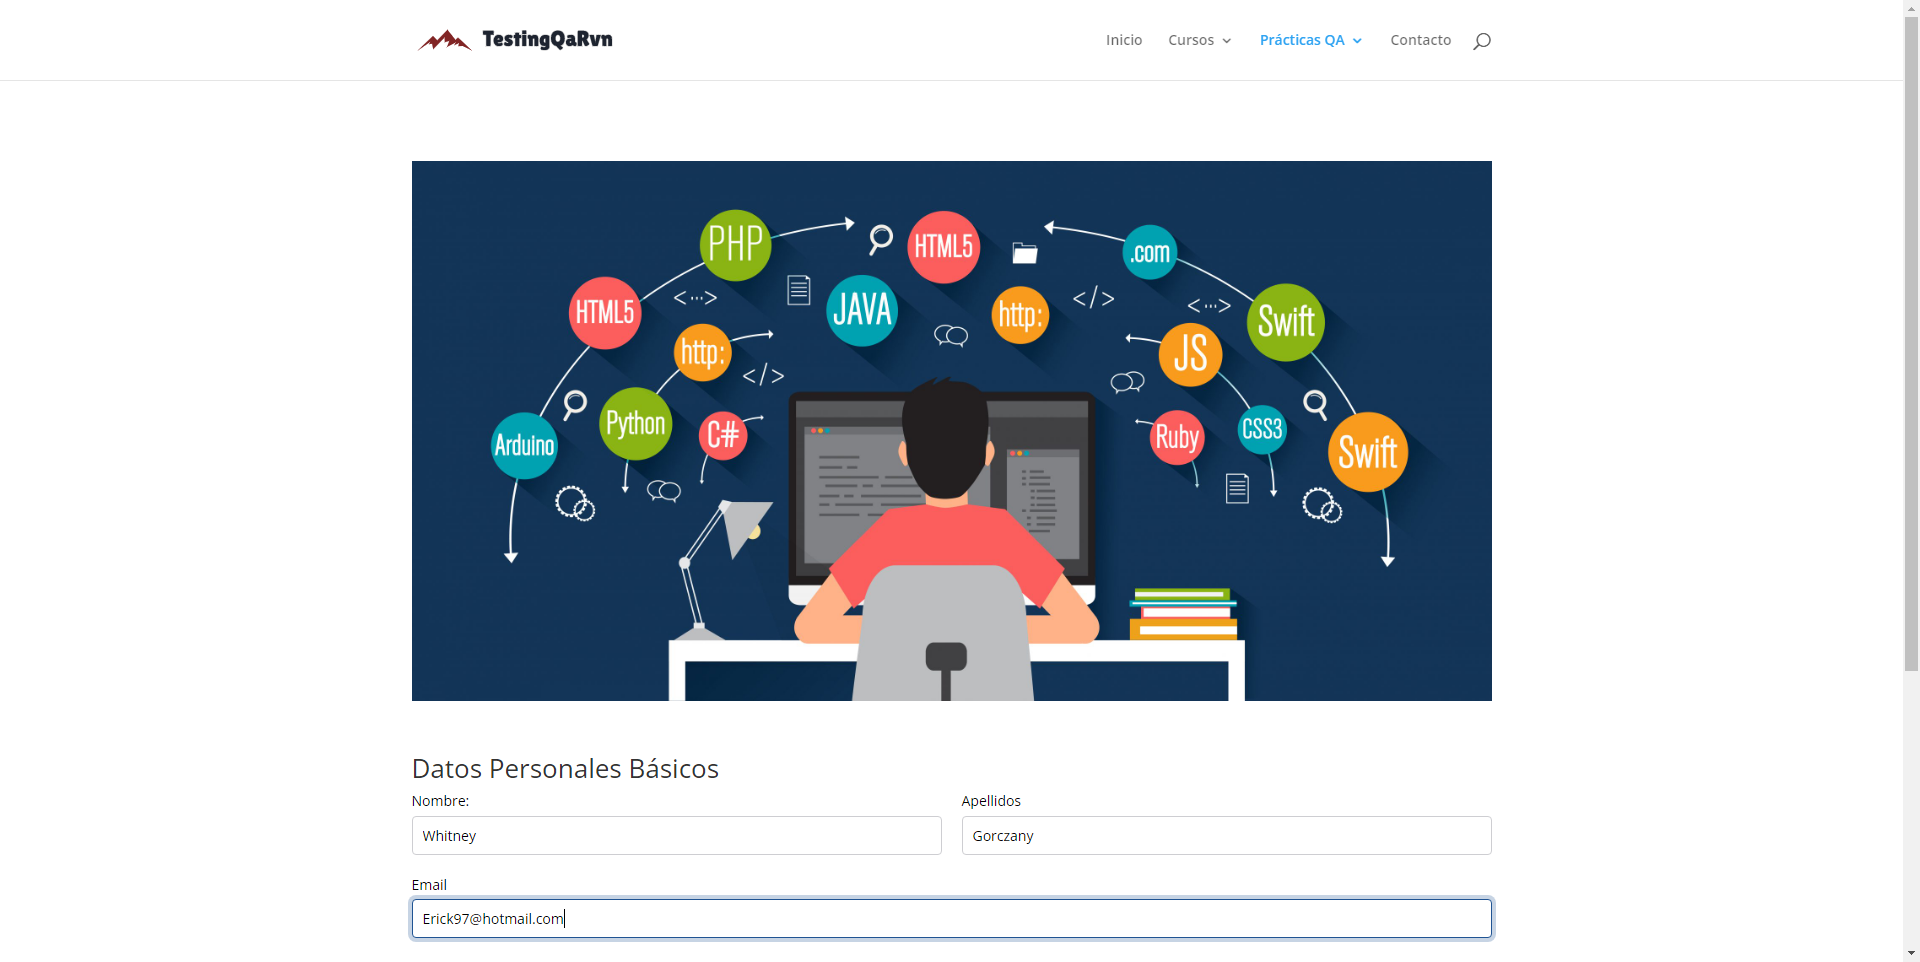 TestingQaRvn
Inicio Cursos Prácticas QA Contacto
PHP HTML5 .com
HTML5 JAVA http: Swift
http: JS
Arduino Python C# Ruby CSS3 Swift
<···> </> <···>
</>
Datos Personales Básicos
Nombre: Apellidos
Whitney Gorczany
Email
Erick97@hotmail.com